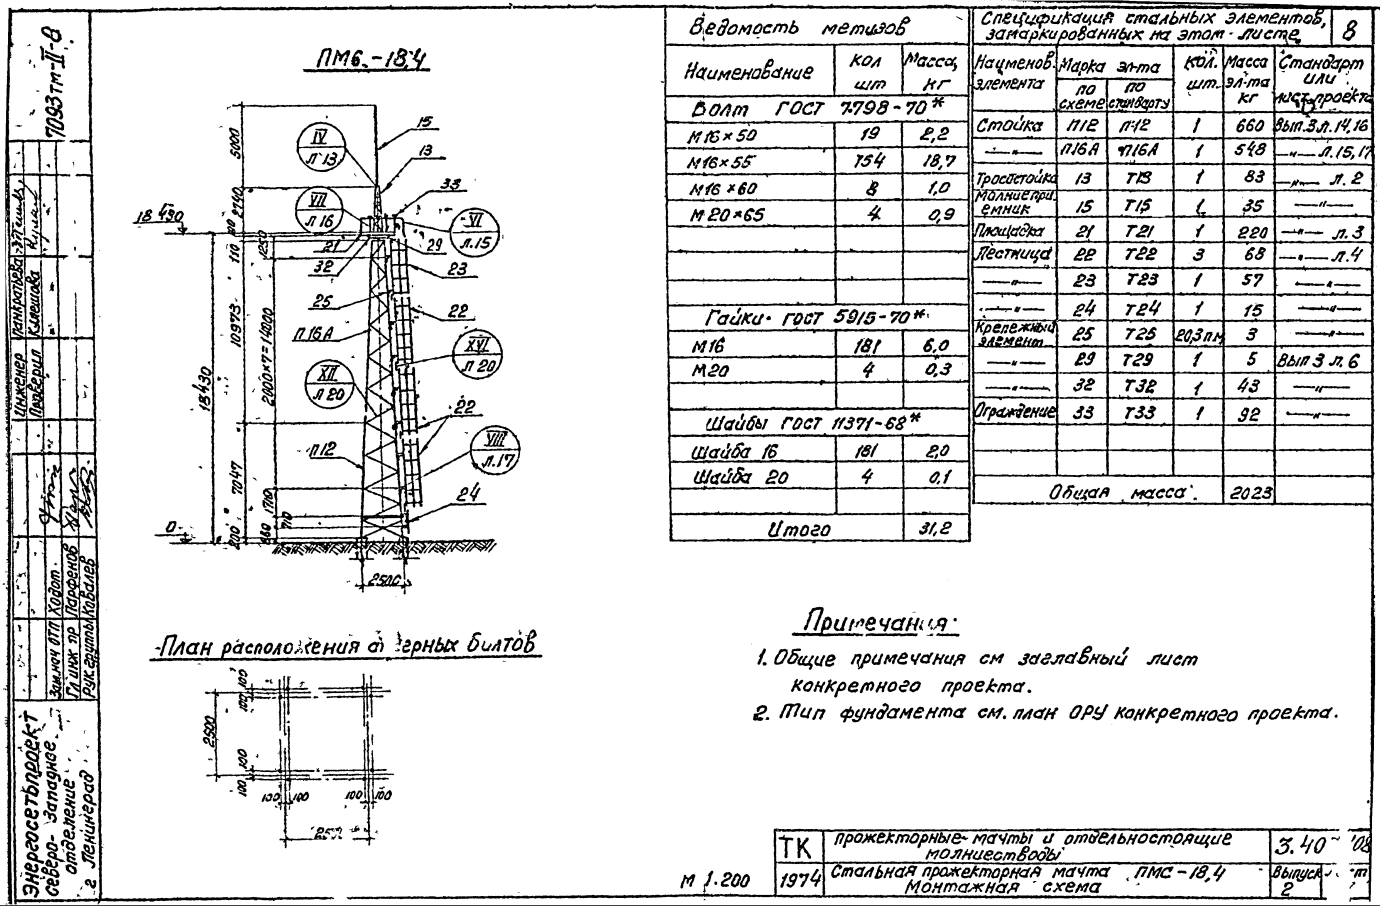 7093тм-II-8
ПМ6.-18,4
5000
2740
18 430
110
1250
10973
2000×7=14000
18430
7047
1710
710
860
200
0
2500
15
13
33
29
21
32
23
25
22
П.16А
П12
22
24
IV
Л 13
VII
Л 16
VI
Л.15
XVI
Л 20
XII
Л 20
VIII
Л.17
План расположения болтов
100 100
2500
100 100
100 100
100 100
Ведомость метизов
Наименование
Кол шт
Масса, кг
Болт ГОСТ 7798-70*
М16×50 19 2,2
М16×55 154 18,7
М16×60 8 1,0
М20×65 4 0,9
Гайки ГОСТ 5915-70*
М16 181 6,0
М20 4 0,3
Шайбы ГОСТ 11371-68*
Шайба 16 181 2,0
Шайба 20 4 0,1
Итого 31,2
Спецификация стальных элементов,
замаркированных на этом листе
8
Наименов. элемента
Марка эл-та
по схеме
по стандарту
Кол. шт.
Масса эл-та кг
Стандарт или лист проекта
Стойка П12 П12 1 660 Вып.3 л.14,16
—"— П16А П16А 1 548 —"— Л.15,17
Тросостойка 13 Т13 1 83 —"— Л.2
Молниеприемник 15 Т15 1 35 —"—
Площадка 21 Т21 1 220 —"— Л.3
Лестница 22 Т22 3 68 —"— Л.4
—"— 23 Т23 1 57 —"—
—"— 24 Т24 1 15 —"—
Крепежный элемент 25 Т25 20,3 п.м 3 —"—
—"— 29 Т29 1 5 Вып 3 л. 6
—"— 32 Т32 1 43 —"—
Ограждение 33 Т33 1 92 —"—
Общая масса 2023
Примечания:
1. Общие примечания см заглавный лист
конкретного проекта.
2. Тип фундамента см. план ОРУ конкретного проекта.
М 1:200
ТК
1974
Прожекторные мачты и отдельностоящие
молниеотводы
Стальная прожекторная мачта ПМС-18,4
Монтажная схема
3.40
Выпуск
2
Инженер Панкратьева
Проверил Клешова
Зам.нач ОТП Ходот
Гл инж пр Парфенов
Рук.группы Ковалев
Энергосетьпроект
Северо-Западное
отделение
г Ленинград